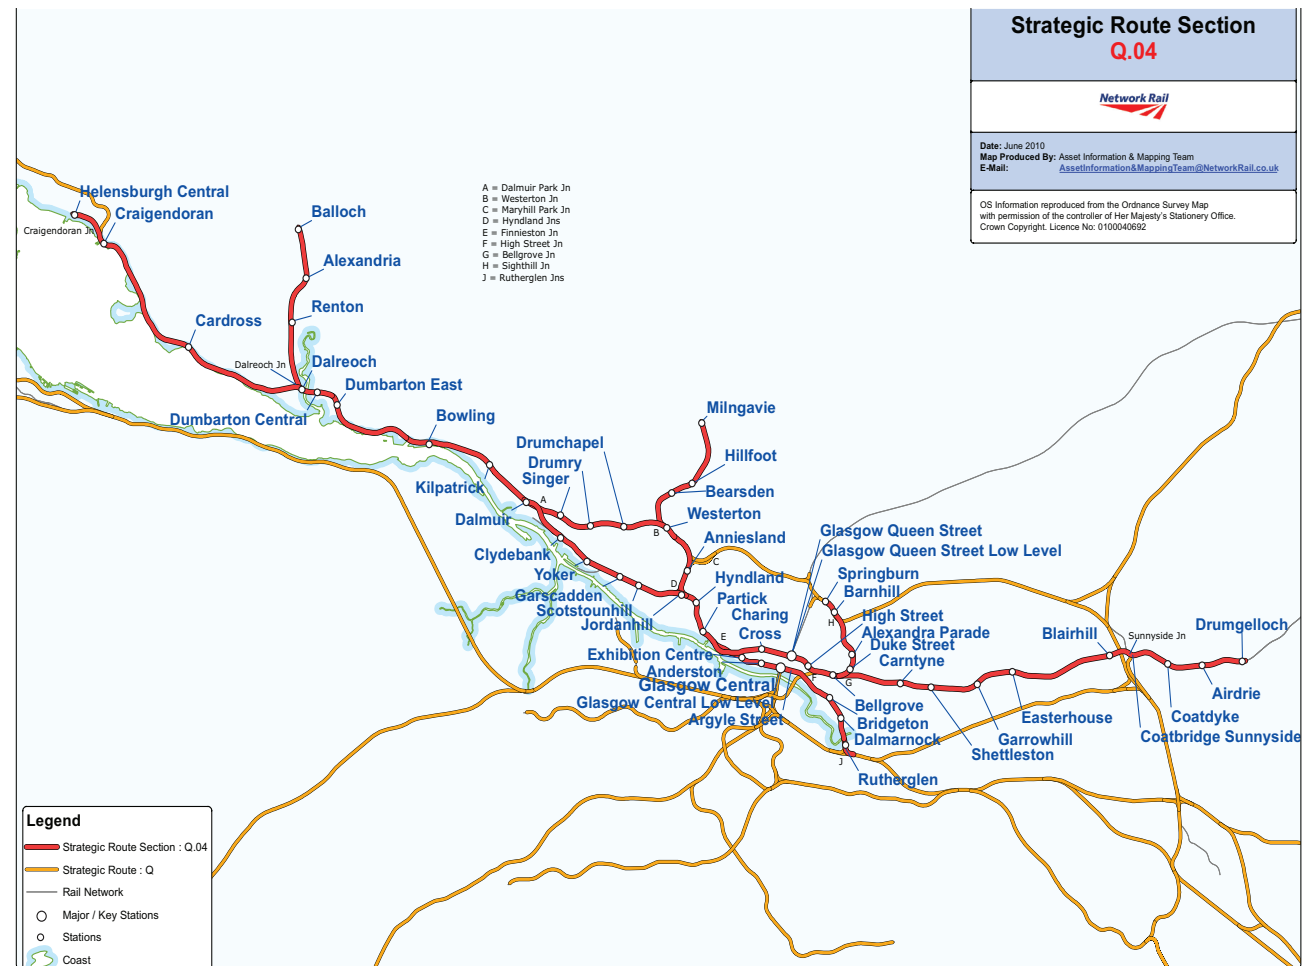 Strategic Route Section
Q.04
Network Rail
Date: June 2010
Map Produced By: Asset Information & Mapping Team
E-Mail: AssetInformation&MappingTeam@NetworkRail.co.uk
OS Information reproduced from the Ordnance Survey Map
with permission of the controller of Her Majesty's Stationery Office.
Crown Copyright. Licence No: 0100040692
A = Dalmuir Park Jn
B = Westerton Jn
C = Maryhill Park Jn
D = Hyndland Jns
E = Finnieston Jn
F = High Street Jn
G = Bellgrove Jn
H = Sighthill Jn
J = Rutherglen Jns
Helensburgh Central
Craigendoran
Craigendoran Jn
Balloch
Alexandria
Renton
Cardross
Dalreoch Jn
Dalreoch
Dumbarton East
Dumbarton Central
Bowling
Milngavie
Drumchapel
Drumry
Singer
Hillfoot
Kilpatrick
Bearsden
A
Dalmuir
Westerton
B
Glasgow Queen Street
Anniesland
Glasgow Queen Street Low Level
Clydebank
C
Yoker
Springburn
Hyndland
D
Barnhill
Garscadden
Partick
Scotstounhill
Charing
Cross
High Street
Jordanhill
H
Alexandra Parade
E
Duke Street
Blairhill
Sunnyside Jn
Drumgelloch
Exhibition Centre
Carntyne
Anderston
F
G
Glasgow Central
Airdrie
Glasgow Central Low Level
Bellgrove
Argyle Street
Bridgeton
Easterhouse
Coatdyke
Dalmarnock
Garrowhill
Coatbridge Sunnyside
Shettleston
J
Rutherglen
Legend
Strategic Route Section : Q.04
Strategic Route : Q
Rail Network
Major / Key Stations
Stations
Coast